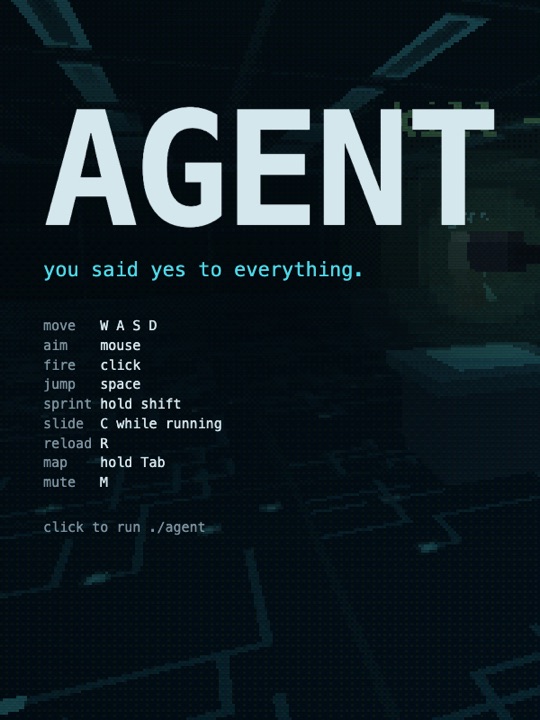 AGENT
you said yes to everything.
move W A S D
aim mouse
fire click
jump space
sprint hold shift
slide C while running
reload R
map hold Tab
mute M
click to run ./agent